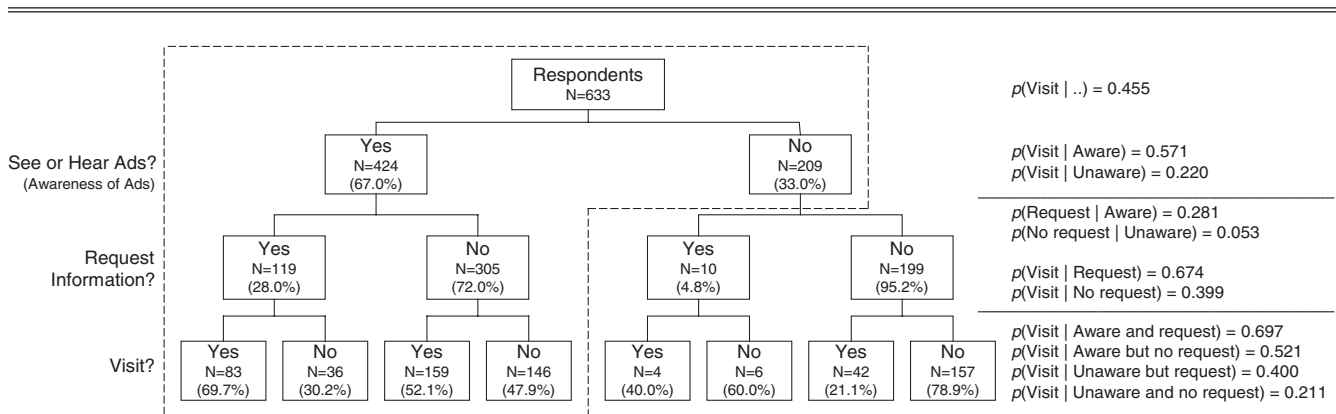 Respondents
N=633
p(Visit | ..) = 0.455
See or Hear Ads?
(Awareness of Ads)
Yes
N=424
(67.0%)
No
N=209
(33.0%)
p(Visit | Aware) = 0.571
p(Visit | Unaware) = 0.220
p(Request | Aware) = 0.281
p(No request | Unaware) = 0.053
Request
Information?
Yes
N=119
(28.0%)
No
N=305
(72.0%)
Yes
N=10
(4.8%)
No
N=199
(95.2%)
p(Visit | Request) = 0.674
p(Visit | No request) = 0.399
Visit?
Yes
N=83
(69.7%)
No
N=36
(30.2%)
Yes
N=159
(52.1%)
No
N=146
(47.9%)
Yes
N=4
(40.0%)
No
N=6
(60.0%)
Yes
N=42
(21.1%)
No
N=157
(78.9%)
p(Visit | Aware and request) = 0.697
p(Visit | Aware but no request) = 0.521
p(Visit | Unaware but request) = 0.400
p(Visit | Unaware and no request) = 0.211